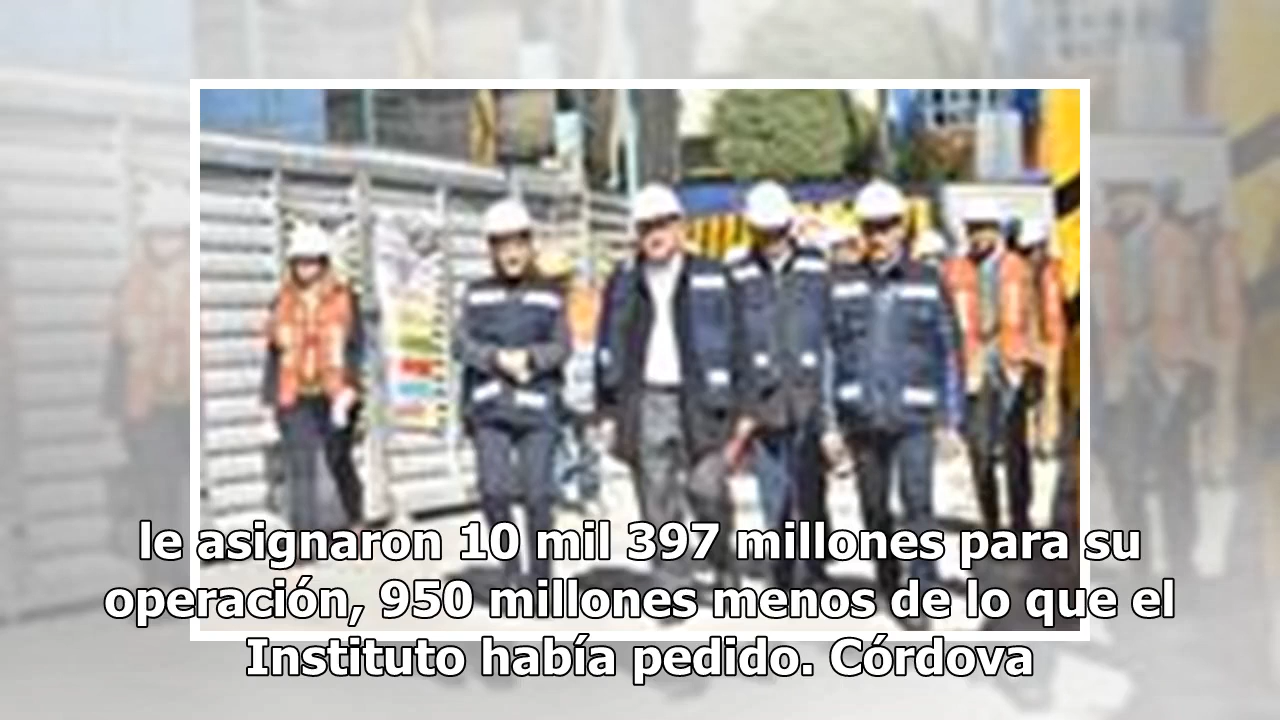 le asignaron 10 mil 397 millones para su
operación, 950 millones menos de lo que el
Instituto había pedido. Córdova